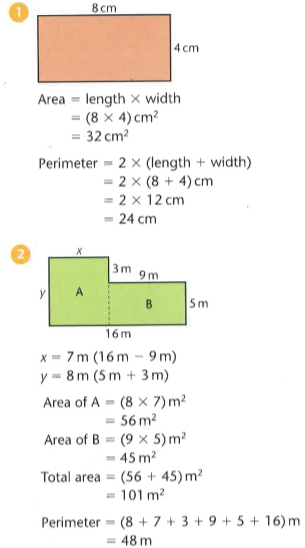 1
8 cm
4 cm
Area = length × width
= (8 × 4) cm²
= 32 cm²
Perimeter = 2 × (length + width)
= 2 × (8 + 4) cm
= 2 × 12 cm
= 24 cm
2
x
3 m
9 m
y
A
B
5 m
16 m
x = 7 m (16 m − 9 m)
y = 8 m (5 m + 3 m)
Area of A = (8 × 7) m²
= 56 m²
Area of B = (9 × 5) m²
= 45 m²
Total area = (56 + 45) m²
= 101 m²
Perimeter = (8 + 7 + 3 + 9 + 5 + 16) m
= 48 m